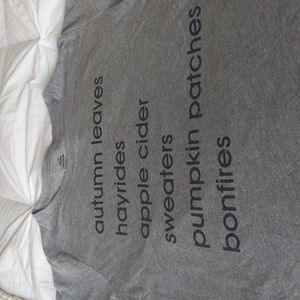 autumn leaves
hayrides
apple cider
sweaters
pumpkin patches
bonfires